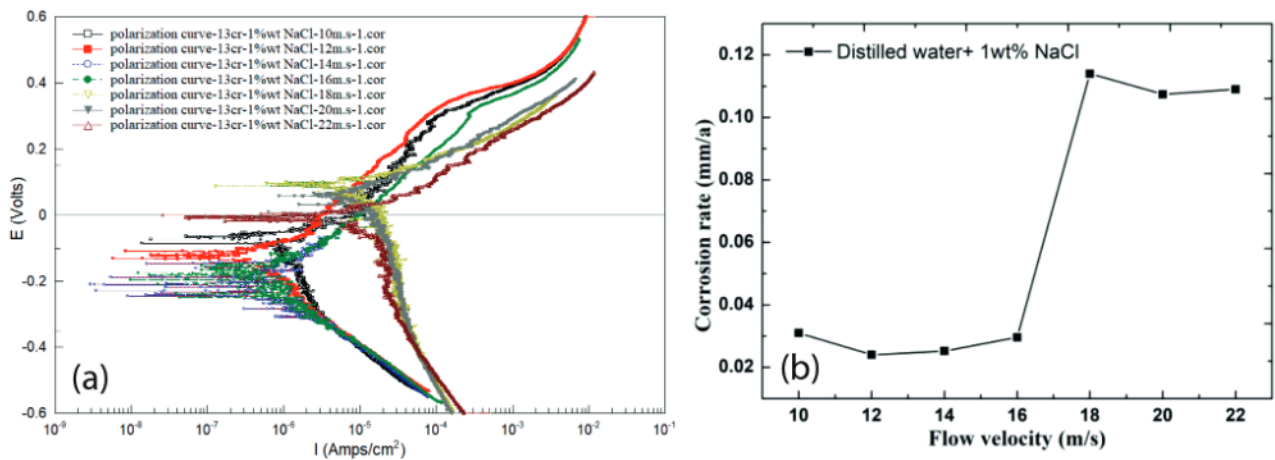 0.6
polarization curve-13cr-1%wt NaCl-10m.s-1.cor
polarization curve-13cr-1%wt NaCl-12m.s-1.cor
polarization curve-13cr-1%wt NaCl-14m.s-1.cor
polarization curve-13cr-1%wt NaCl-16m.s-1.cor
polarization curve-13cr-1%wt NaCl-18m.s-1.cor
polarization curve-13cr-1%wt NaCl-20m.s-1.cor
polarization curve-13cr-1%wt NaCl-22m.s-1.cor
0.4
0.2
0
-0.2
-0.4
-0.6
E (Volts)
(a)
10⁻⁹ 10⁻⁸ 10⁻⁷ 10⁻⁶ 10⁻⁵ 10⁻⁴ 10⁻³ 10⁻² 10⁻¹
I (Amps/cm²)
Distilled water+ 1wt% NaCl
0.12
0.10
0.08
0.06
0.04
0.02
Corrosion rate (mm/a)
(b)
10 12 14 16 18 20 22
Flow velocity (m/s)